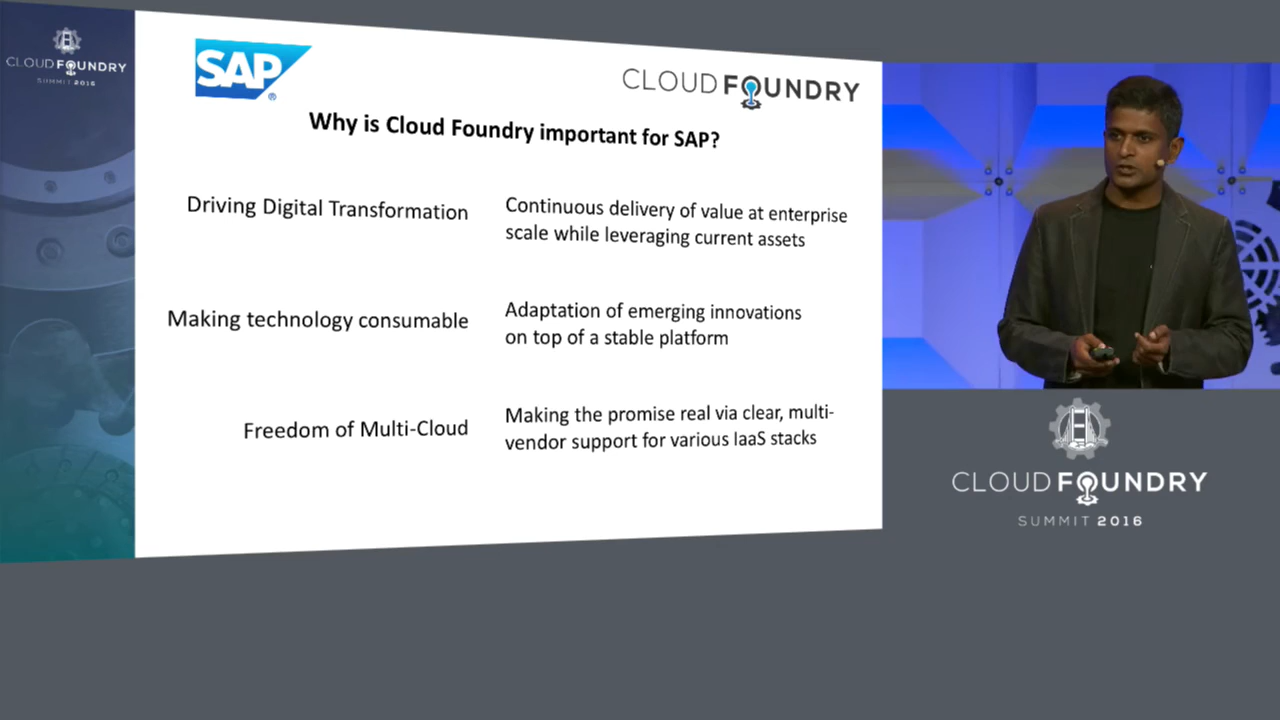 CLOUD FOUNDRY
SUMMIT 2016
SAP
®
CLOUD FOUNDRY
Why is Cloud Foundry important for SAP?
Driving Digital Transformation
Continuous delivery of value at enterprise
scale while leveraging current assets
Making technology consumable
Adaptation of emerging innovations
on top of a stable platform
Freedom of Multi-Cloud
Making the promise real via clear, multi-
vendor support for various IaaS stacks
CLOUD FOUNDRY
SUMMIT 2016